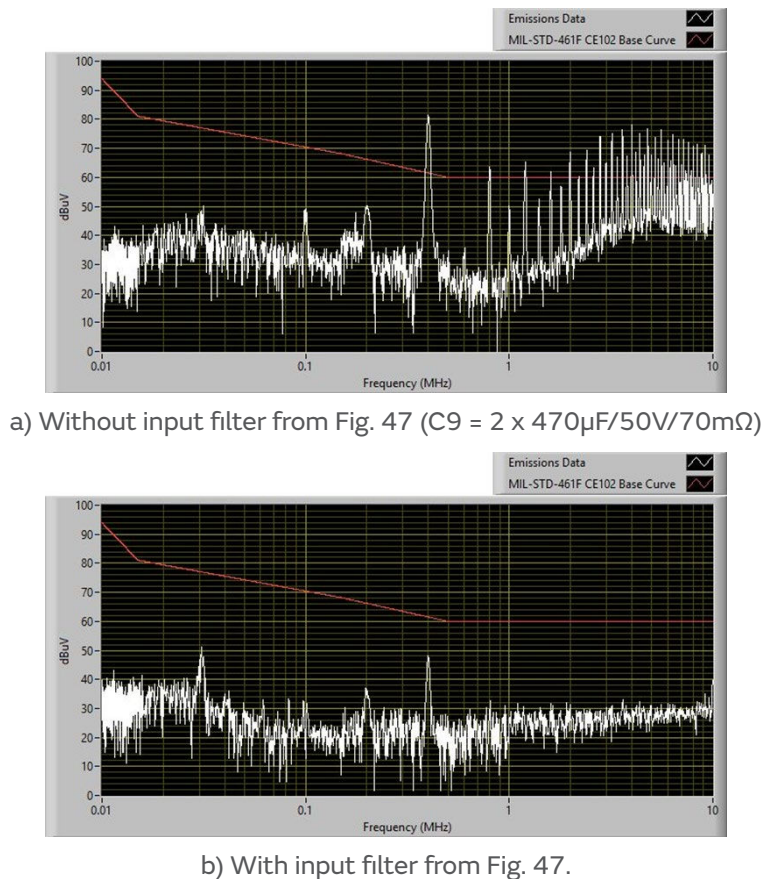 Emissions Data
MIL-STD-461F CE102 Base Curve
100
90
80
70
60
50
40
30
20
10
0
dBuV
0.01 0.1 1 10
Frequency (MHz)
a) Without input filter from Fig. 47 (C9 = 2 x 470µF/50V/70mΩ)
Emissions Data
MIL-STD-461F CE102 Base Curve
100
90
80
70
60
50
40
30
20
10
0
dBuV
0.01 0.1 1 10
Frequency (MHz)
b) With input filter from Fig. 47.